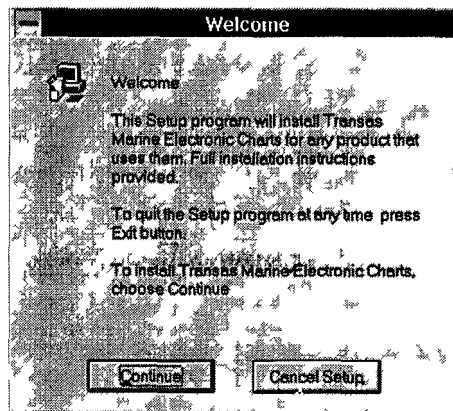 Welcome
Welcome
This Setup program will install Transas
Marine Electronic Charts for any product that
uses them. Full installation instructions
provided.
To quit the Setup program at any time press
Exit button.
To install Transas Marine Electronic Charts,
choose Continue
Continue
Cancel Setup